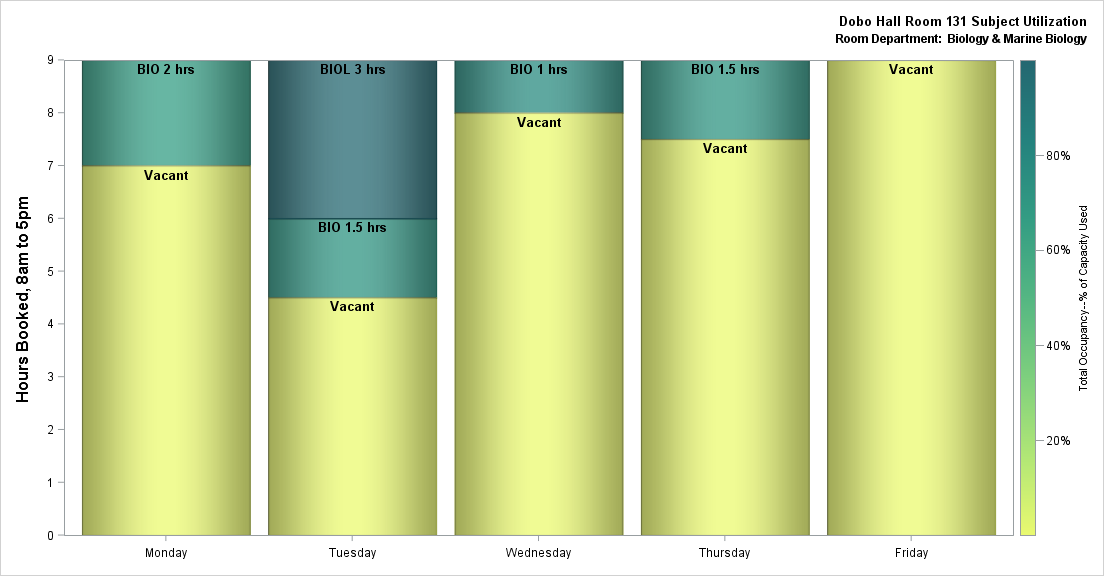 Dobo Hall Room 131 Subject Utilization
Room Department: Biology & Marine Biology
Hours Booked, 8am to 5pm
9
8
7
6
5
4
3
2
1
0
BIO 2 hrs
Vacant
BIOL 3 hrs
BIO 1.5 hrs
Vacant
BIO 1 hrs
Vacant
BIO 1.5 hrs
Vacant
Vacant
Monday
Tuesday
Wednesday
Thursday
Friday
80%
60%
40%
20%
Total Occupancy--% of Capacity Used